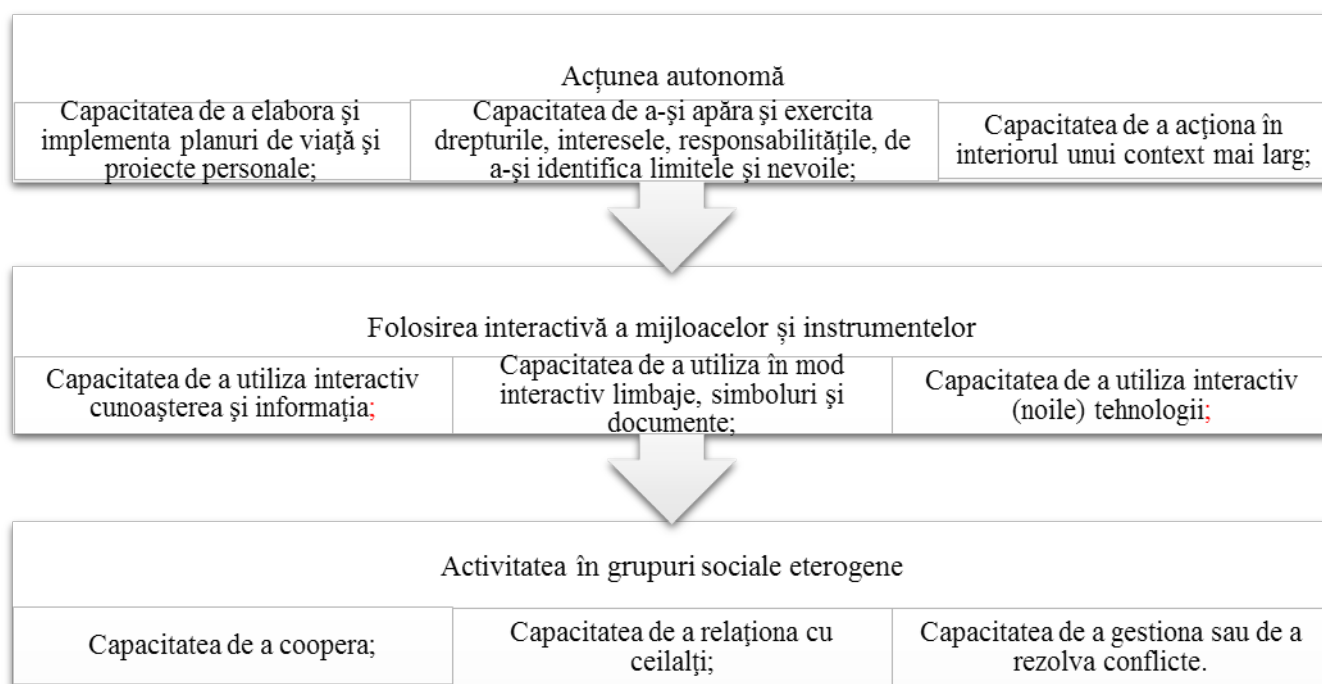 Acțunea autonomă
Capacitatea de a elabora şi
implementa planuri de viaţă şi
proiecte personale;
Capacitatea de a-şi apăra şi exercita
drepturile, interesele, responsabilităţile, de
a-şi identifica limitele şi nevoile;
Capacitatea de a acţiona în
interiorul unui context mai larg;
Folosirea interactivă a mijloacelor și instrumentelor
Capacitatea de a utiliza interactiv
cunoaşterea şi informaţia;
Capacitatea de a utiliza în mod
interactiv limbaje, simboluri şi
documente;
Capacitatea de a utiliza interactiv
(noile) tehnologii;
Activitatea în grupuri sociale eterogene
Capacitatea de a coopera;
Capacitatea de a relaţiona cu
ceilalţi;
Capacitatea de a gestiona sau de a
rezolva conflicte.